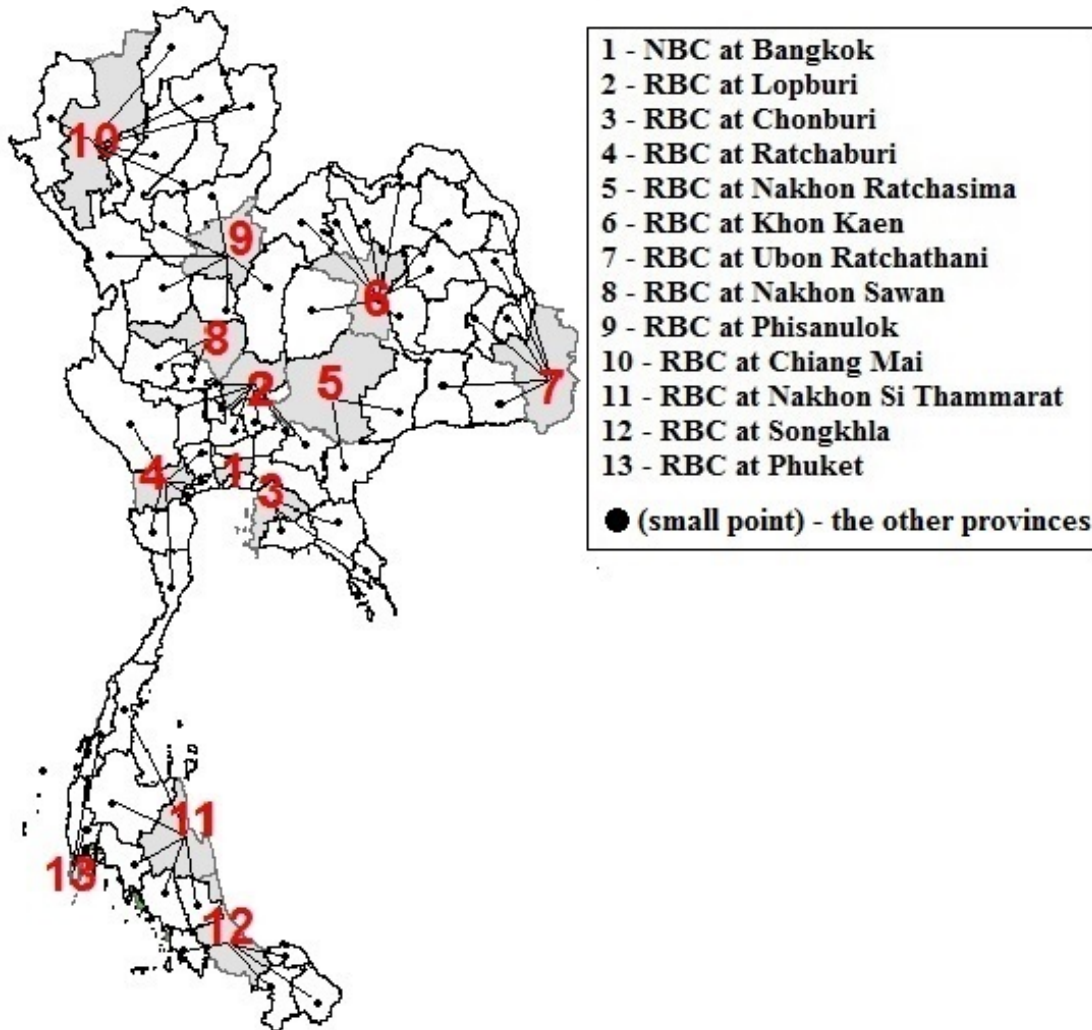 10
9
6
8
2
5
7
4
1
3
11
13
12
1 - NBC at Bangkok
2 - RBC at Lopburi
3 - RBC at Chonburi
4 - RBC at Ratchaburi
5 - RBC at Nakhon Ratchasima
6 - RBC at Khon Kaen
7 - RBC at Ubon Ratchathani
8 - RBC at Nakhon Sawan
9 - RBC at Phisanulok
10 - RBC at Chiang Mai
11 - RBC at Nakhon Si Thammarat
12 - RBC at Songkhla
13 - RBC at Phuket
(small point) - the other provinces